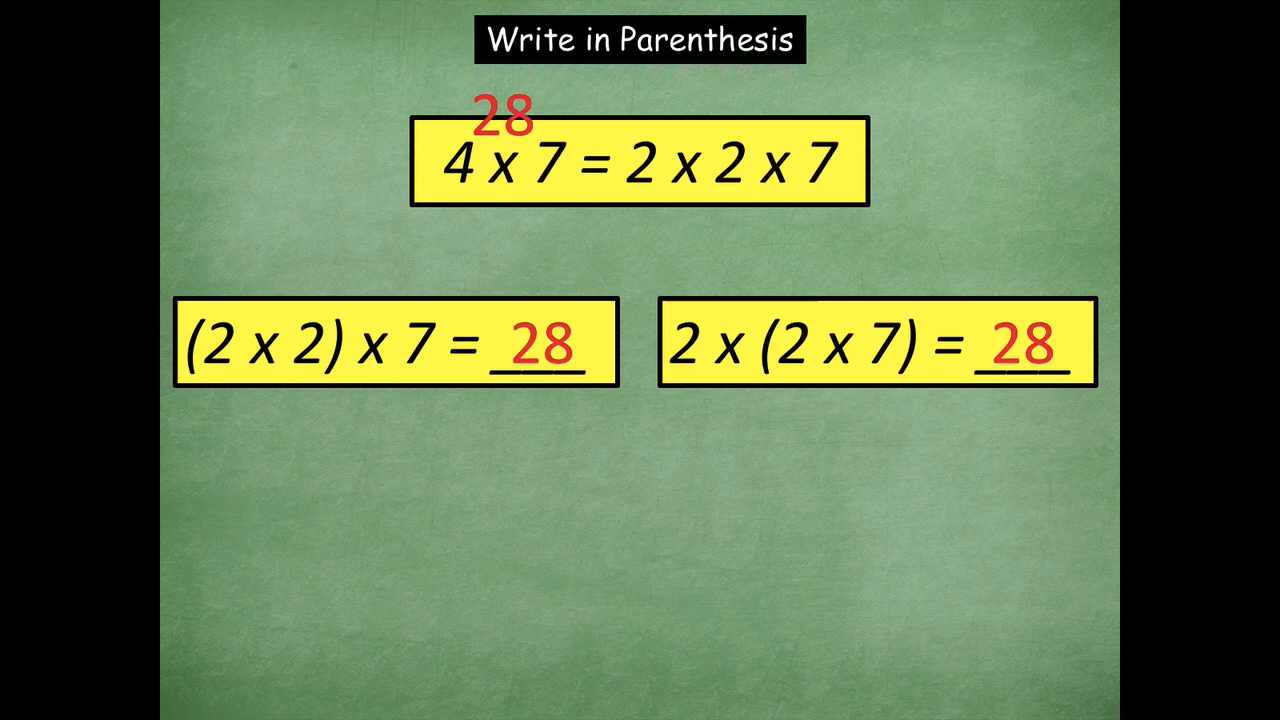 Write in Parenthesis
28
4 x 7 = 2 x 2 x 7
(2 x 2) x 7 = 28
2 x (2 x 7) = 28